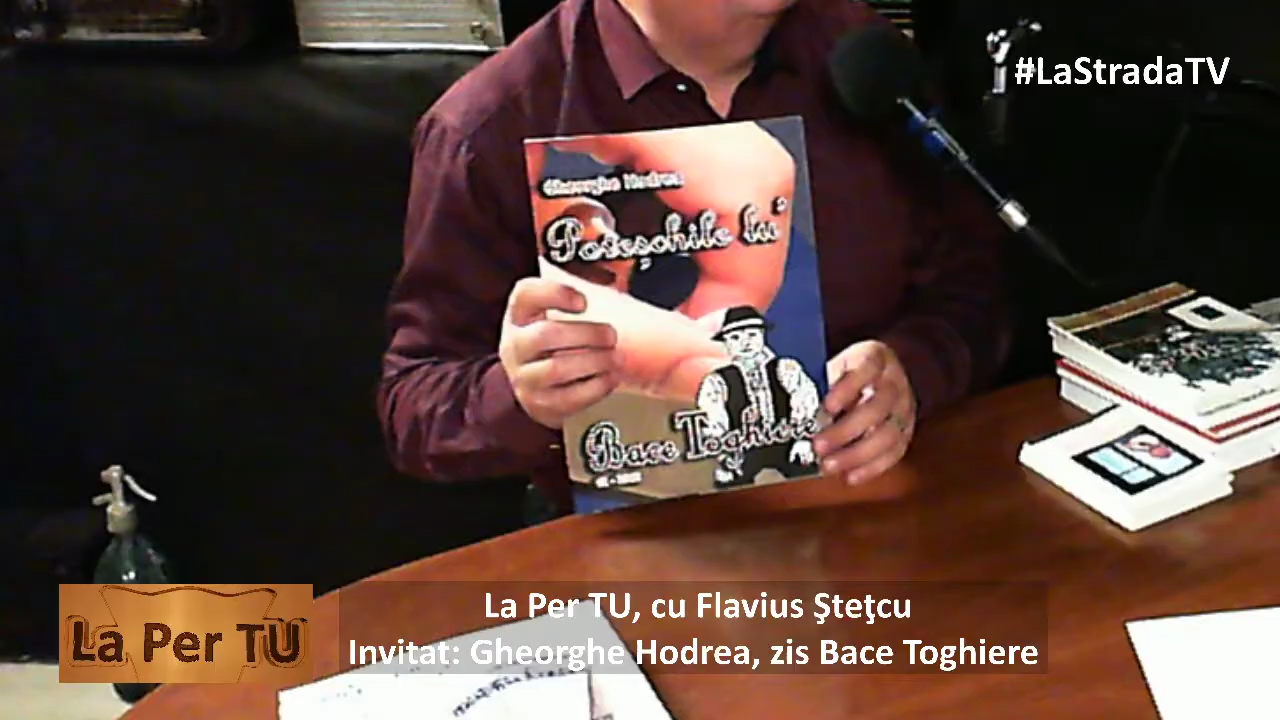 #LaStradaTV
Gheorghe Hodrea
Poveșchile lu'
Bace Toghiere
La Per TU
La Per TU, cu Flavius Şteţcu
Invitat: Gheorghe Hodrea, zis Bace Toghiere